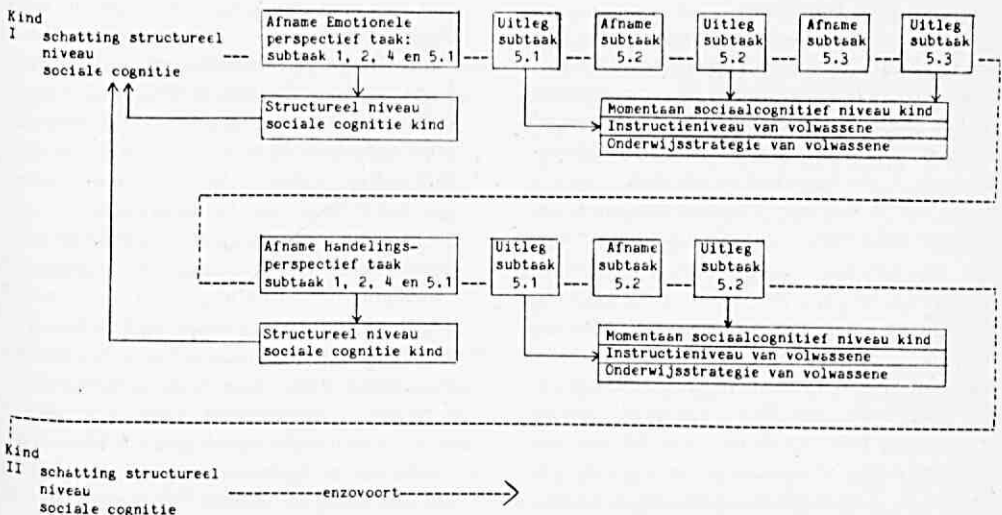 Kind
I schatting structureel
niveau
sociale cognitie
Afname Emotionele
perspectief taak:
subtaak 1, 2, 4 en 5.1
Uitleg
subtaak
5.1
Afname
subtaak
5.2
Uitleg
subtaak
5.2
Afname
subtaak
5.3
Uitleg
subtaak
5.3
Structureel niveau
sociale cognitie kind
Momentaan sociaalcognitief niveau kind
Instructieniveau van volwassene
Onderwijsstrategie van volwassene
Afname Handelings-
perspectief taak
subtaak 1, 2, 4 en 5.1
Uitleg
subtaak
5.1
Afname
subtaak
5.2
Uitleg
subtaak
5.2
Structureel niveau
sociale cognitie kind
Momentaan sociaalcognitief niveau kind
Instructieniveau van volwassene
Onderwijsstrategie van volwassene
Kind
II schatting structureel
niveau
sociale cognitie
enzovoort